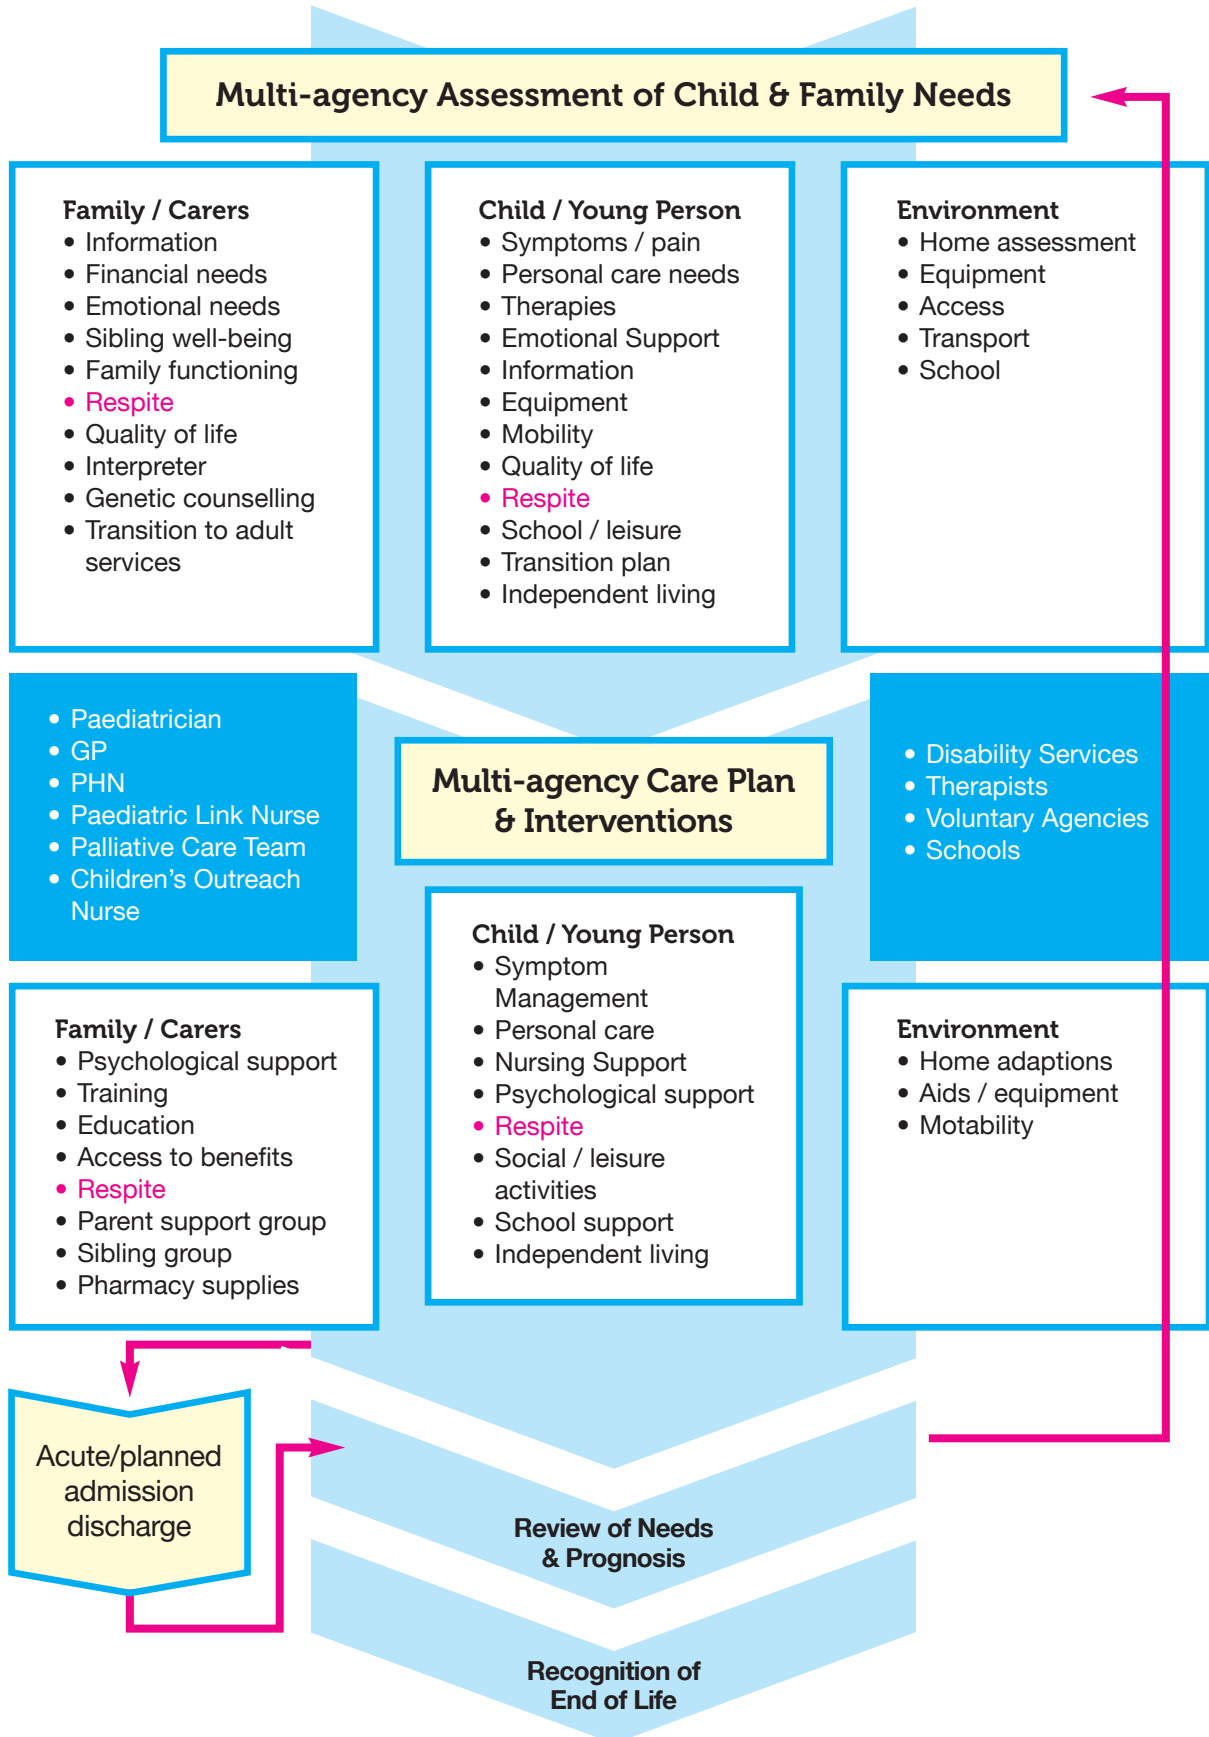 Multi-agency Assessment of Child & Family Needs
Family / Carers
• Information
• Financial needs
• Emotional needs
• Sibling well-being
• Family functioning
• Respite
• Quality of life
• Interpreter
• Genetic counselling
• Transition to adult
services
Child / Young Person
• Symptoms / pain
• Personal care needs
• Therapies
• Emotional Support
• Information
• Equipment
• Mobility
• Quality of life
• Respite
• School / leisure
• Transition plan
• Independent living
Environment
• Home assessment
• Equipment
• Access
• Transport
• School
• Paediatrician
• GP
• PHN
• Paediatric Link Nurse
• Palliative Care Team
• Children's Outreach
Nurse
Multi-agency Care Plan
& Interventions
• Disability Services
• Therapists
• Voluntary Agencies
• Schools
Family / Carers
• Psychological support
• Training
• Education
• Access to benefits
• Respite
• Parent support group
• Sibling group
• Pharmacy supplies
Child / Young Person
• Symptom
Management
• Personal care
• Nursing Support
• Psychological support
• Respite
• Social / leisure
activities
• School support
• Independent living
Environment
• Home adaptions
• Aids / equipment
• Motability
Acute/planned
admission
discharge
Review of Needs
& Prognosis
Recognition of
End of Life